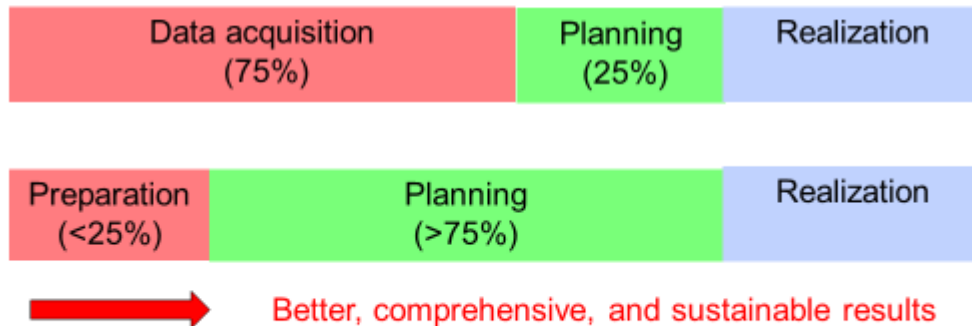 Data acquisition
(75%)
Planning
(25%)
Realization
Preparation
(<25%)
Planning
(>75%)
Realization
Better, comprehensive, and sustainable results